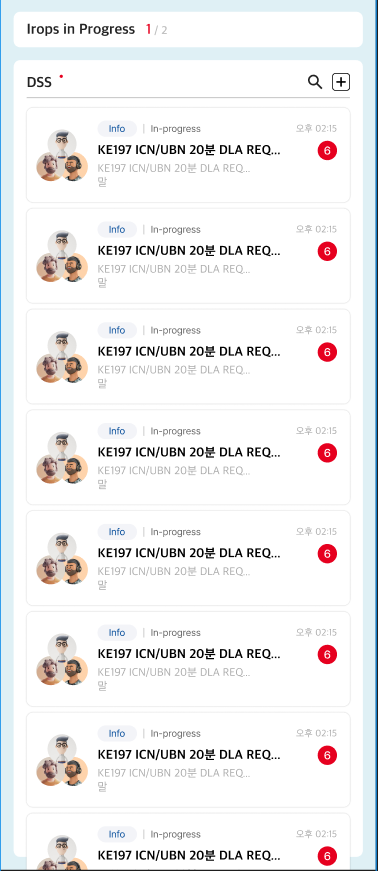 Irops in Progress 1 / 2
DSS
Info | In-progress 오후 02:15
KE197 ICN/UBN 20분 DLA REQ... 6
KE197 ICN/UBN 20분 DLA REQ...
말
Info | In-progress 오후 02:15
KE197 ICN/UBN 20분 DLA REQ... 6
KE197 ICN/UBN 20분 DLA REQ...
말
Info | In-progress 오후 02:15
KE197 ICN/UBN 20분 DLA REQ... 6
KE197 ICN/UBN 20분 DLA REQ...
말
Info | In-progress 오후 02:15
KE197 ICN/UBN 20분 DLA REQ... 6
KE197 ICN/UBN 20분 DLA REQ...
말
Info | In-progress 오후 02:15
KE197 ICN/UBN 20분 DLA REQ... 6
KE197 ICN/UBN 20분 DLA REQ...
말
Info | In-progress 오후 02:15
KE197 ICN/UBN 20분 DLA REQ... 6
KE197 ICN/UBN 20분 DLA REQ...
말
Info | In-progress 오후 02:15
KE197 ICN/UBN 20분 DLA REQ... 6
KE197 ICN/UBN 20분 DLA REQ...
말
Info | In-progress 오후 02:15
KE197 ICN/UBN 20분 DLA REQ... 6